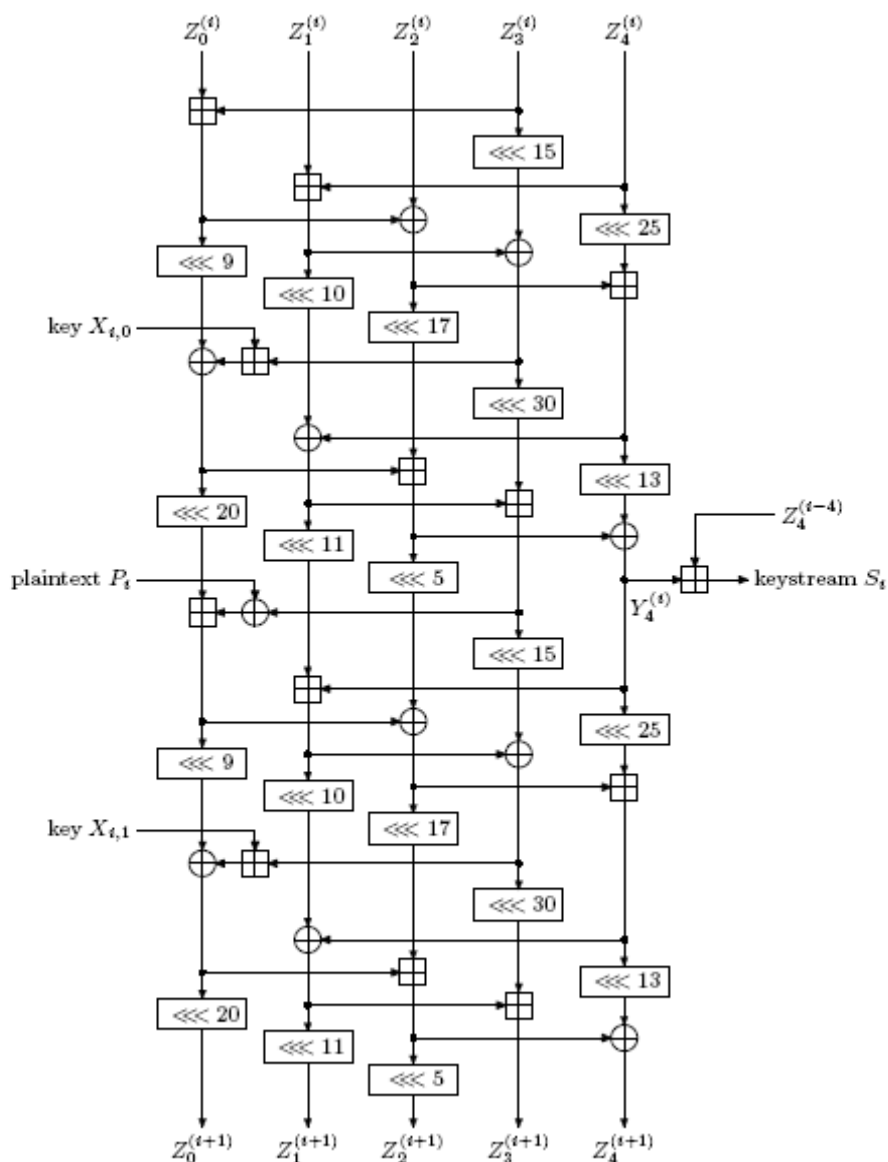 Z_0^{(i)} Z_1^{(i)} Z_2^{(i)} Z_3^{(i)} Z_4^{(i)}
⋘ 15
⋘ 25
⋘ 9
⋘ 10
⋘ 17
key X_{i,0}
⋘ 30
⋘ 13
⋘ 20
Z_4^{(i−4)}
⋘ 11
⋘ 5
plaintext P_i
keystream S_i
Y_4^{(i)}
⋘ 15
⋘ 25
⋘ 9
⋘ 10
⋘ 17
key X_{i,1}
⋘ 30
⋘ 13
⋘ 20
⋘ 11
⋘ 5
Z_0^{(i+1)} Z_1^{(i+1)} Z_2^{(i+1)} Z_3^{(i+1)} Z_4^{(i+1)}